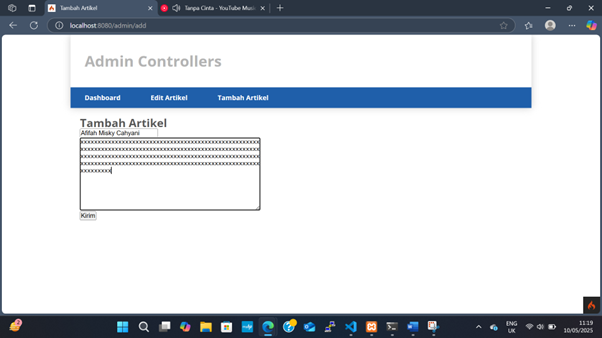 Tambah Artikel
Tanpa Cinta - YouTube Musi
localhost:8080/admin/add
Admin Controllers
Dashboard
Edit Artikel
Tambah Artikel
Tambah Artikel
Afifah Misky Cahyani
Kirim
ENG
UK
11:19
10/05/2025